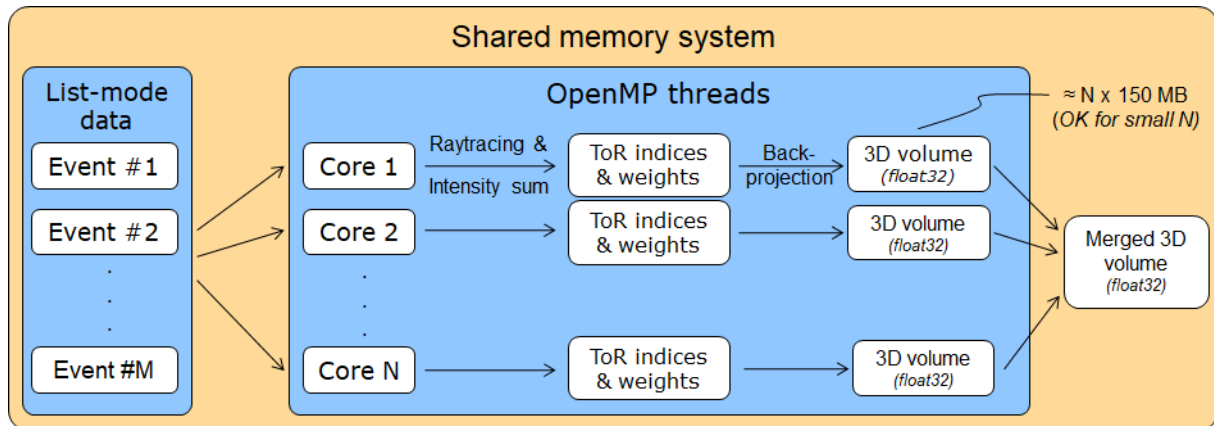 Shared memory system
List-mode
data
Event #1
Event #2
.
.
.
Event #M
OpenMP threads
Core 1
Core 2
.
.
.
Core N
Raytracing &
Intensity sum
ToR indices
& weights
ToR indices
& weights
ToR indices
& weights
Back-
projection
3D volume
(float32)
3D volume
(float32)
3D volume
(float32)
≈ N x 150 MB
(OK for small N)
Merged 3D
volume
(float32)